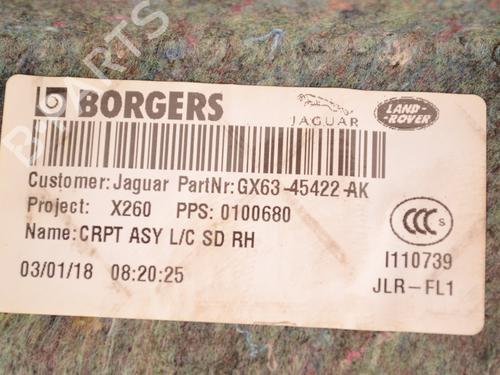 BORGERS
JAGUAR
LAND-
ROVER
Customer: Jaguar PartNr: GX63-45422-AK
Project: X260 PPS: 0100680
Name: CRPT ASY L/C SD RH
CCC S
I110739
03/01/18 08:20:25
JLR-FL1
B-PARTS